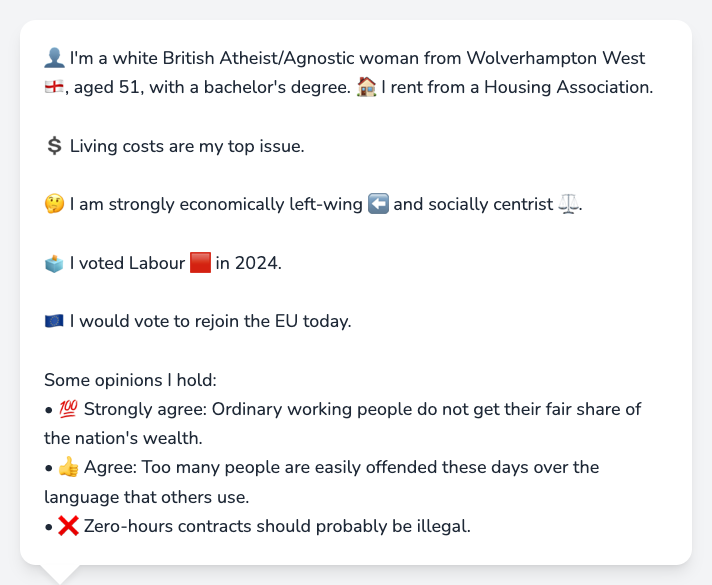 👤 I'm a white British Atheist/Agnostic woman from Wolverhampton West
🏴󠁧󠁢󠁥󠁮󠁧󠁿, aged 51, with a bachelor's degree. 🏠 I rent from a Housing Association.
💲 Living costs are my top issue.
🤔 I am strongly economically left-wing ⬅️ and socially centrist ⚖️.
🗳️ I voted Labour 🟥 in 2024.
🇪🇺 I would vote to rejoin the EU today.
Some opinions I hold:
• 💯 Strongly agree: Ordinary working people do not get their fair share of
the nation's wealth.
• 👍 Agree: Too many people are easily offended these days over the
language that others use.
• ❌ Zero-hours contracts should probably be illegal.